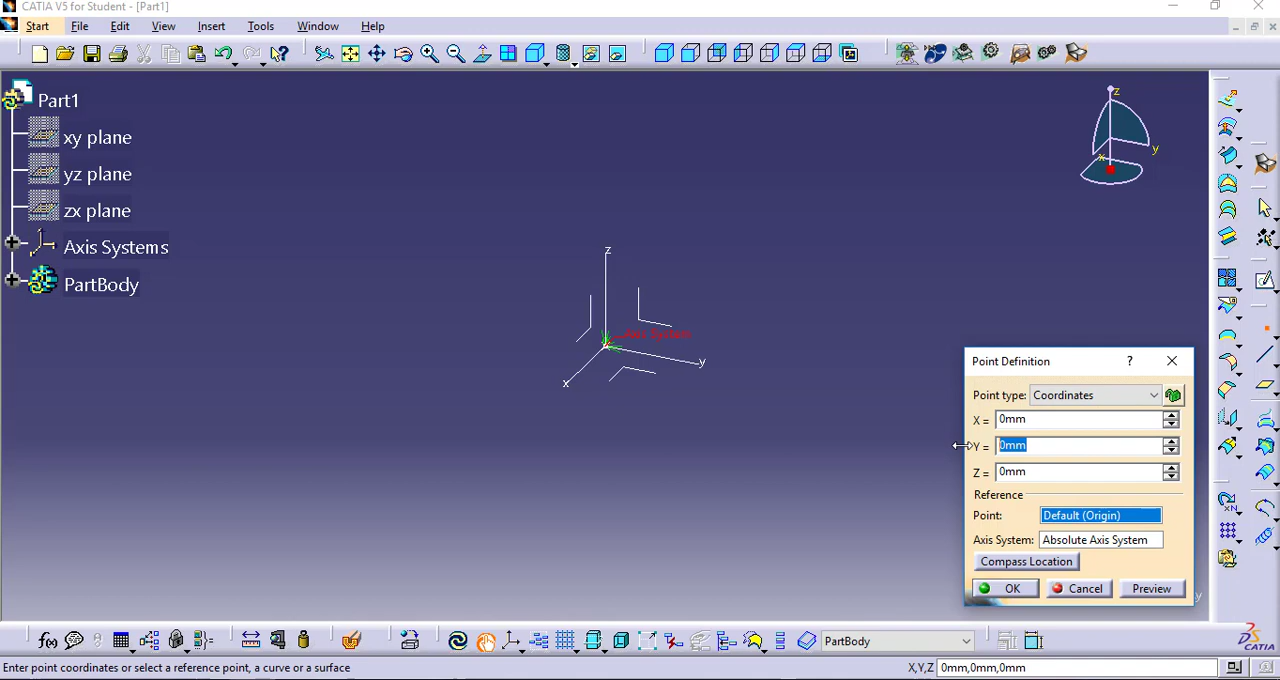 CATIA V5 for Student - [Part1]
Start File Edit View Insert Tools Window Help
Part1
xy plane
yz plane
zx plane
Axis Systems
PartBody
z
y
x
z
Axis System
y
x
Point Definition ?
Point type: Coordinates
X = 0mm
Y = 0mm
Z = 0mm
Reference
Point: Default (Origin)
Axis System: Absolute Axis System
Compass Location
OK Cancel Preview
y
f(x) PartBody
CATIA
Enter point coordinates or select a reference point, a curve or a surface X,Y,Z 0mm,0mm,0mm